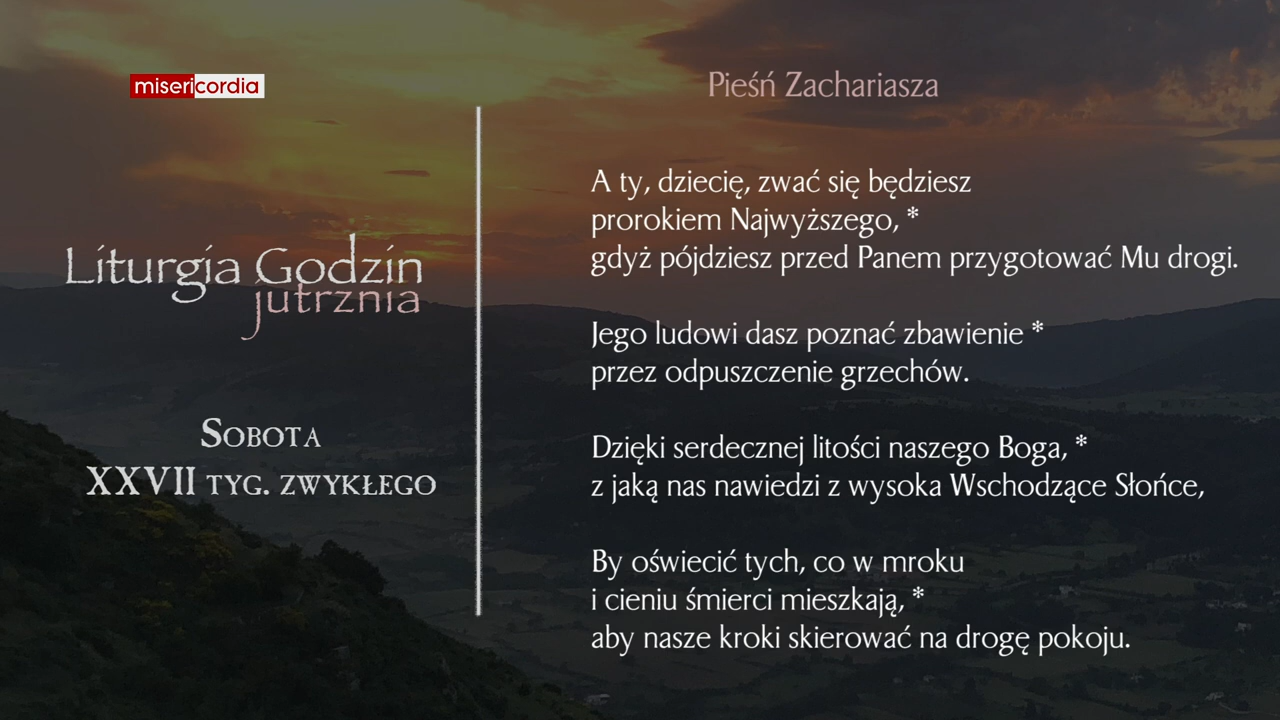 misericordia
Liturgia Godzin
jutrznia
Sobota
XXVII tyg. zwykłego
Pieśń Zachariasza
A ty, dziecię, zwać się będziesz
prorokiem Najwyższego, *
gdyż pójdziesz przed Panem przygotować Mu drogi.
Jego ludowi dasz poznać zbawienie *
przez odpuszczenie grzechów.
Dzięki serdecznej litości naszego Boga, *
z jaką nas nawiedzi z wysoka Wschodzące Słońce,
By oświecić tych, co w mroku
i cieniu śmierci mieszkają, *
aby nasze kroki skierować na drogę pokoju.